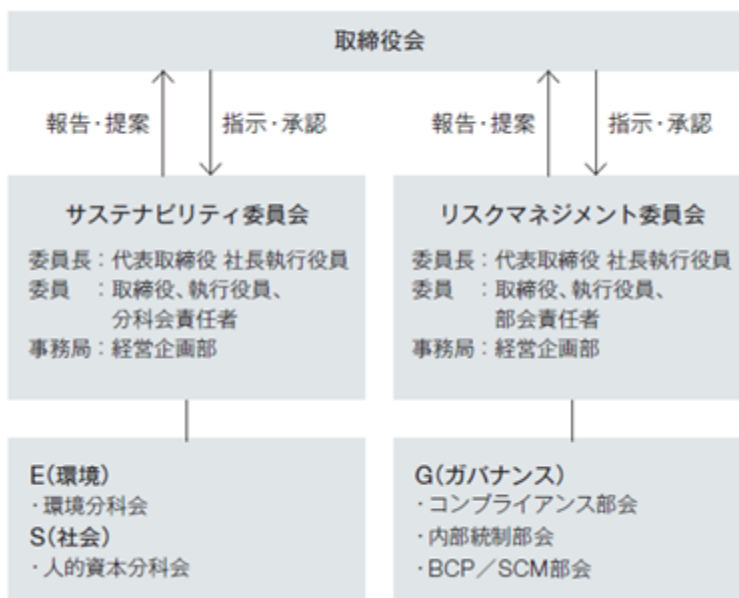 取締役会
報告・提案
指示・承認
報告・提案
指示・承認
サステナビリティ委員会
委員長：代表取締役 社長執行役員
委員　：取締役、執行役員、
分科会責任者
事務局：経営企画部
リスクマネジメント委員会
委員長：代表取締役 社長執行役員
委員　：取締役、執行役員、
部会責任者
事務局：経営企画部
E（環境）
・環境分科会
S（社会）
・人的資本分科会
G（ガバナンス）
・コンプライアンス部会
・内部統制部会
・BCP／SCM部会